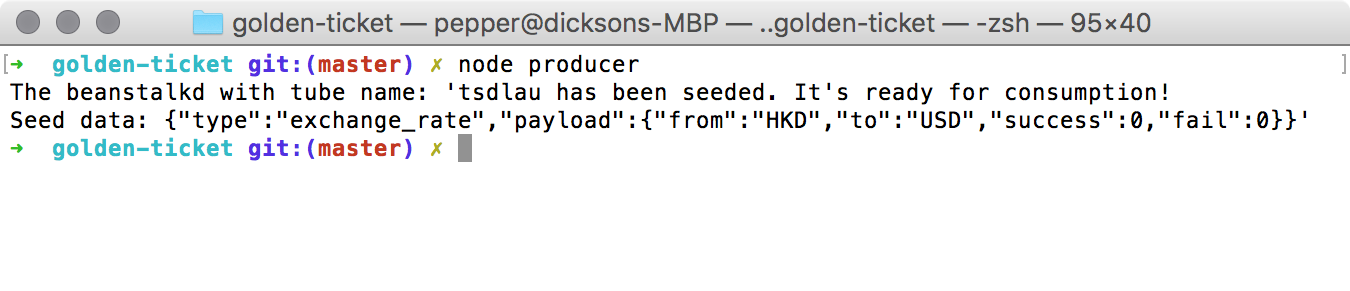 golden-ticket — pepper@dicksons-MBP — ..golden-ticket — -zsh — 95×40
[➜  golden-ticket git:(master) ✗ node producer ]
The beanstalkd with tube name: 'tsdlau has been seeded. It's ready for consumption!
Seed data: {"type":"exchange_rate","payload":{"from":"HKD","to":"USD","success":0,"fail":0}}'
➜  golden-ticket git:(master) ✗